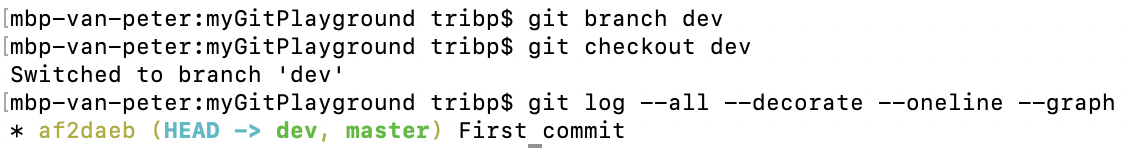 [mbp-van-peter:myGitPlayground tribp$ git branch dev
[mbp-van-peter:myGitPlayground tribp$ git checkout dev
Switched to branch 'dev'
[mbp-van-peter:myGitPlayground tribp$ git log --all --decorate --oneline --graph
* af2daeb (HEAD -> dev, master) First commit